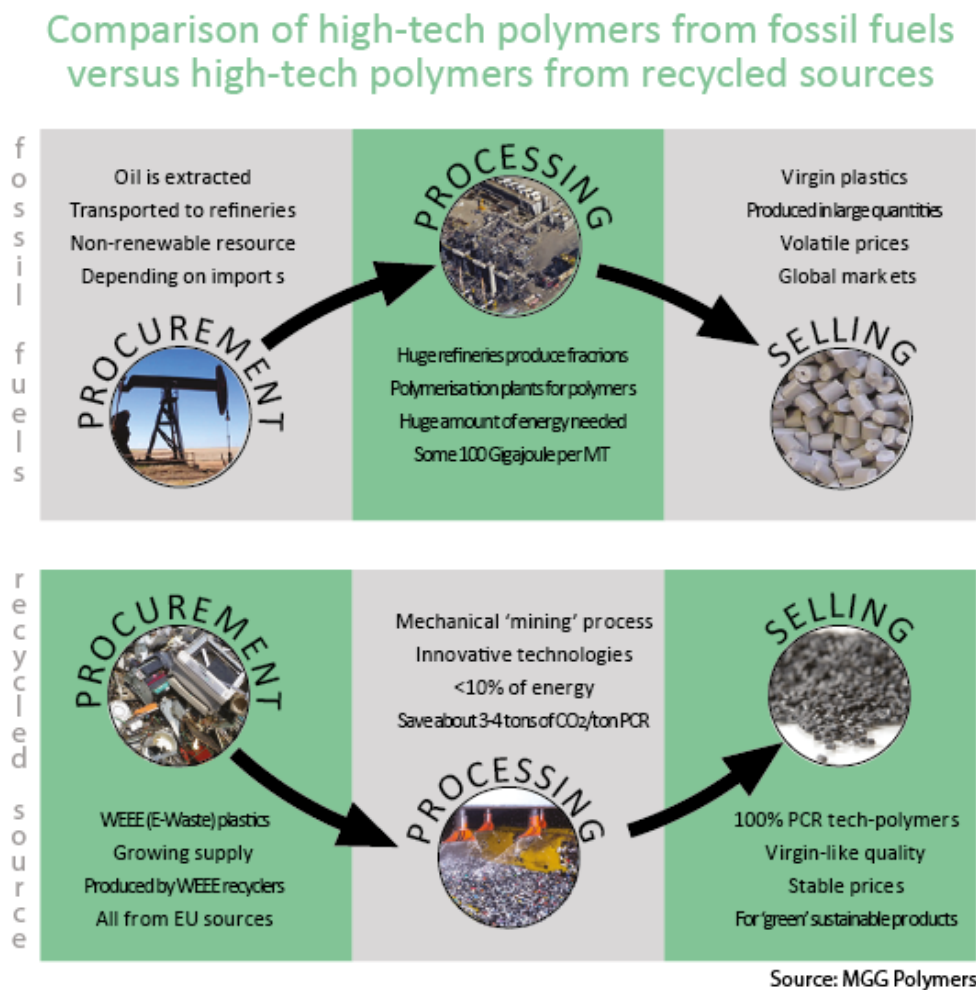 Comparison of high-tech polymers from fossil fuels
versus high-tech polymers from recycled sources
fossil fuels
Oil is extracted
Transported to refineries
Non-renewable resource
Depending on imports
PROCUREMENT
PROCESSING
Huge refineries produce fracrions
Polymerisation plants for polymers
Huge amount of energy needed
Some 100 Gigajoule per MT
Virgin plastics
Produced in large quantities
Volatile prices
Global markets
SELLING
recycled source
PROCUREMENT
WEEE (E-Waste) plastics
Growing supply
Produced by WEEE recyclers
All from EU sources
Mechanical ‘mining’ process
Innovative technologies
<10% of energy
Save about 3-4 tons of CO2/ton PCR
PROCESSING
SELLING
100% PCR tech-polymers
Virgin-like quality
Stable prices
For ‘green’ sustainable products
Source: MGG Polymers